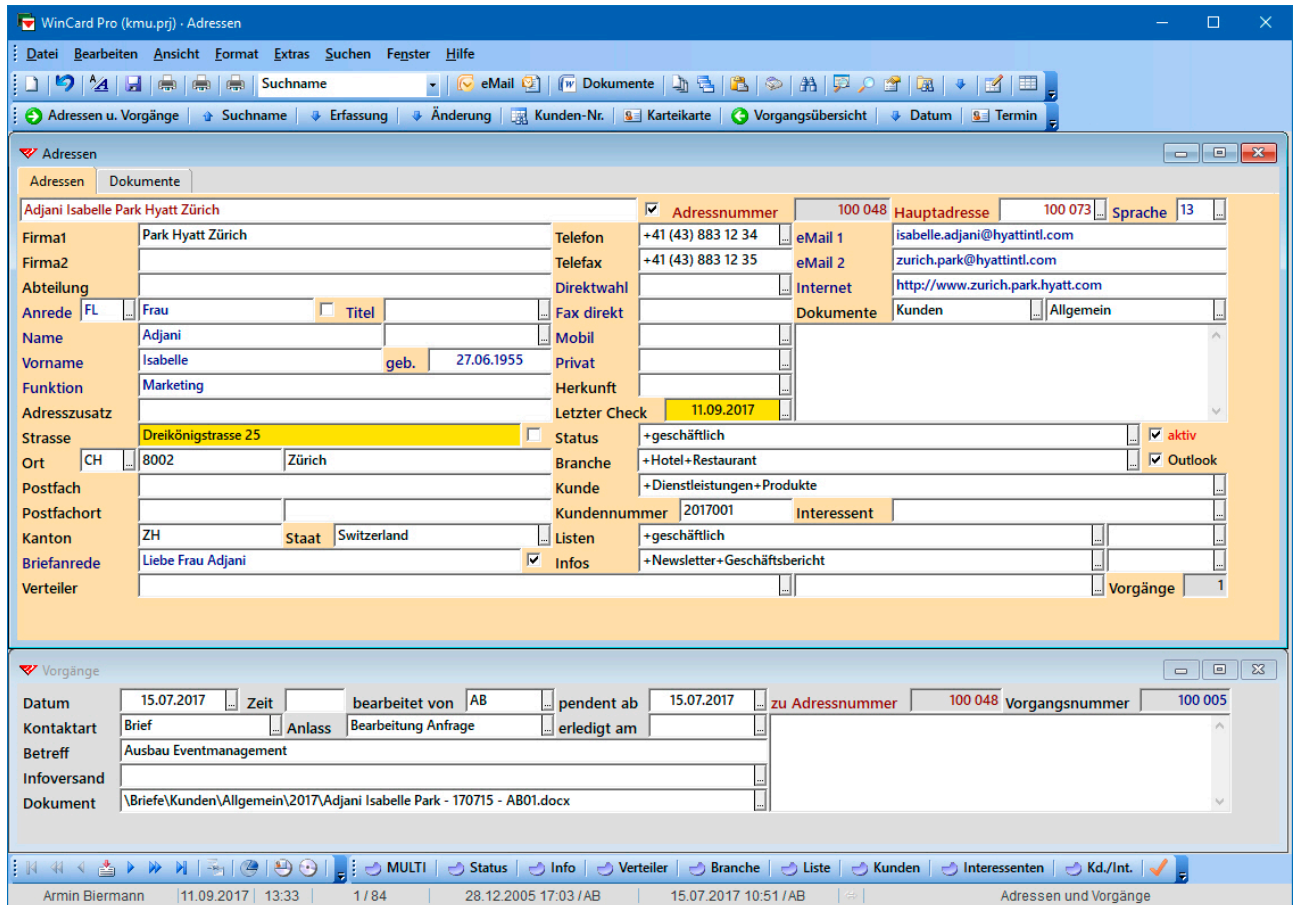 WinCard Pro (kmu.prj) - Adressen
Datei Bearbeiten Ansicht Format Extras Suchen Fenster Hilfe
Suchname eMail Dokumente
Adressen u. Vorgänge Suchname Erfassung Änderung Kunden-Nr. Karteikarte Vorgangsübersicht Datum Termin
Adressen
Adressen Dokumente
Adjani Isabelle Park Hyatt Zürich Adressnummer 100 048 Hauptadresse 100 073 ... Sprache 13 ...
Firma1 Park Hyatt Zürich Telefon +41 (43) 883 12 34 ... eMail 1 isabelle.adjani@hyattintl.com
Firma2 Telefax +41 (43) 883 12 35 eMail 2 zurich.park@hyattintl.com
Abteilung Direktwahl ... Internet http://www.zurich.park.hyatt.com
Anrede FL ... Frau Titel ... Fax direkt Dokumente Kunden ... Allgemein ...
Name Adjani ... Mobil ...
Vorname Isabelle geb. 27.06.1955 Privat ...
Funktion Marketing Herkunft ...
Adresszusatz Letzter Check 11.09.2017 ...
Strasse Dreikönigstrasse 25 Status +geschäftlich ... aktiv
Ort CH ... 8002 Zürich Branche +Hotel+Restaurant ... Outlook
Postfach Kunde +Dienstleistungen+Produkte ...
Postfachort Kundennummer 2017001 Interessent ...
Kanton ZH Staat Switzerland ... Listen +geschäftlich ... ...
Briefanrede Liebe Frau Adjani Infos +Newsletter+Geschäftsbericht ... ...
Verteiler ... ... Vorgänge 1
Vorgänge
Datum 15.07.2017 ... Zeit bearbeitet von AB ... pendent ab 15.07.2017 ... zu Adressnummer 100 048 Vorgangsnummer 100 005
Kontaktart Brief ... Anlass Bearbeitung Anfrage ... erledigt am ...
Betreff Ausbau Eventmanagement
Infoversand ...
Dokument \Briefe\Kunden\Allgemein\2017\Adjani Isabelle Park - 170715 - AB01.docx ...
MULTI Status Info Verteiler Branche Liste Kunden Interessenten Kd./Int.
Armin Biermann 11.09.2017 13:33 1 / 84 28.12.2005 17:03 / AB 15.07.2017 10:51 / AB Adressen und Vorgänge